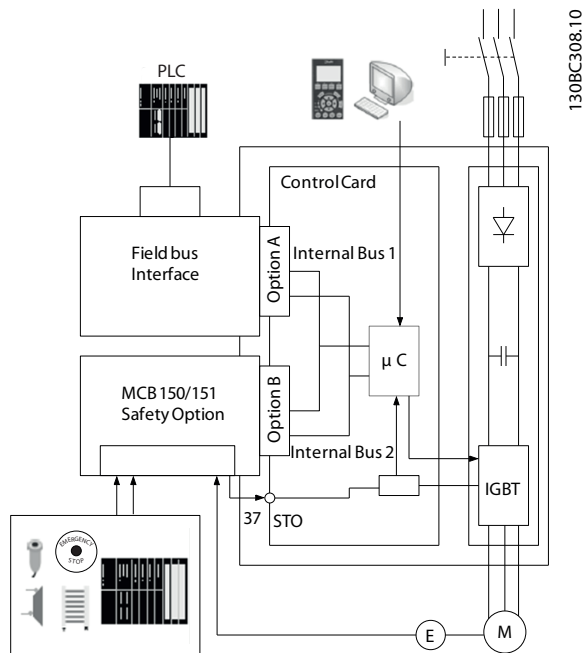 130BC308.10
PLC
Control Card
Field bus
Interface
Option A
Internal Bus 1
µ C
MCB 150/151
Safety Option
Option B
Internal Bus 2
IGBT
37
STO
EMERGENCY
STOP
E
M